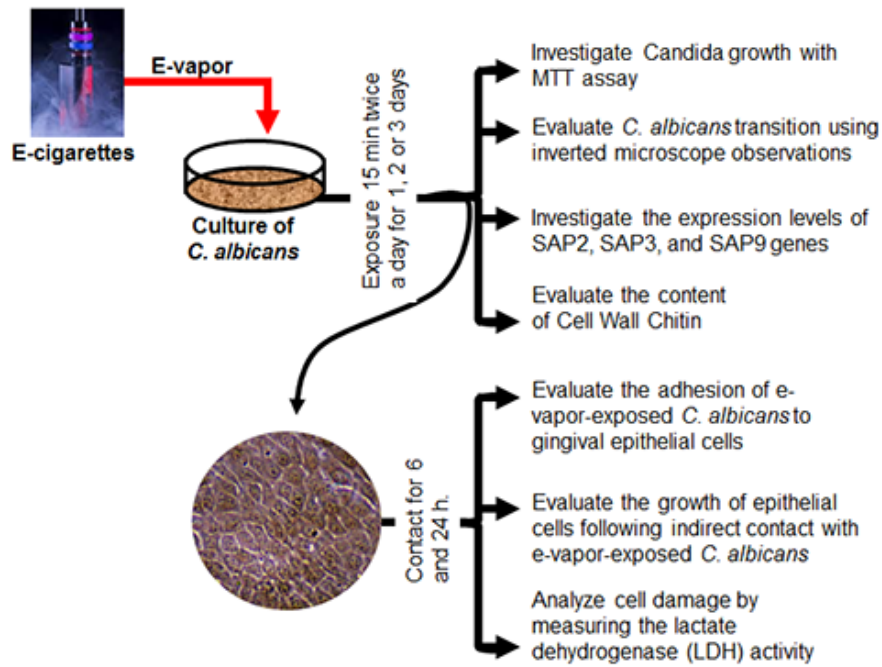 E-vapor
E-cigarettes
Culture of
C. albicans
Exposure 15 min twice
a day for 1, 2 or 3 days
Investigate Candida growth with
MTT assay
Evaluate C. albicans transition using
inverted microscope observations
Investigate the expression levels of
SAP2, SAP3, and SAP9 genes
Evaluate the content
of Cell Wall Chitin
Contact for 6
and 24 h.
Evaluate the adhesion of e-
vapor-exposed C. albicans to
gingival epithelial cells
Evaluate the growth of epithelial
cells following indirect contact with
e-vapor-exposed C. albicans
Analyze cell damage by
measuring the lactate
dehydrogenase (LDH) activity